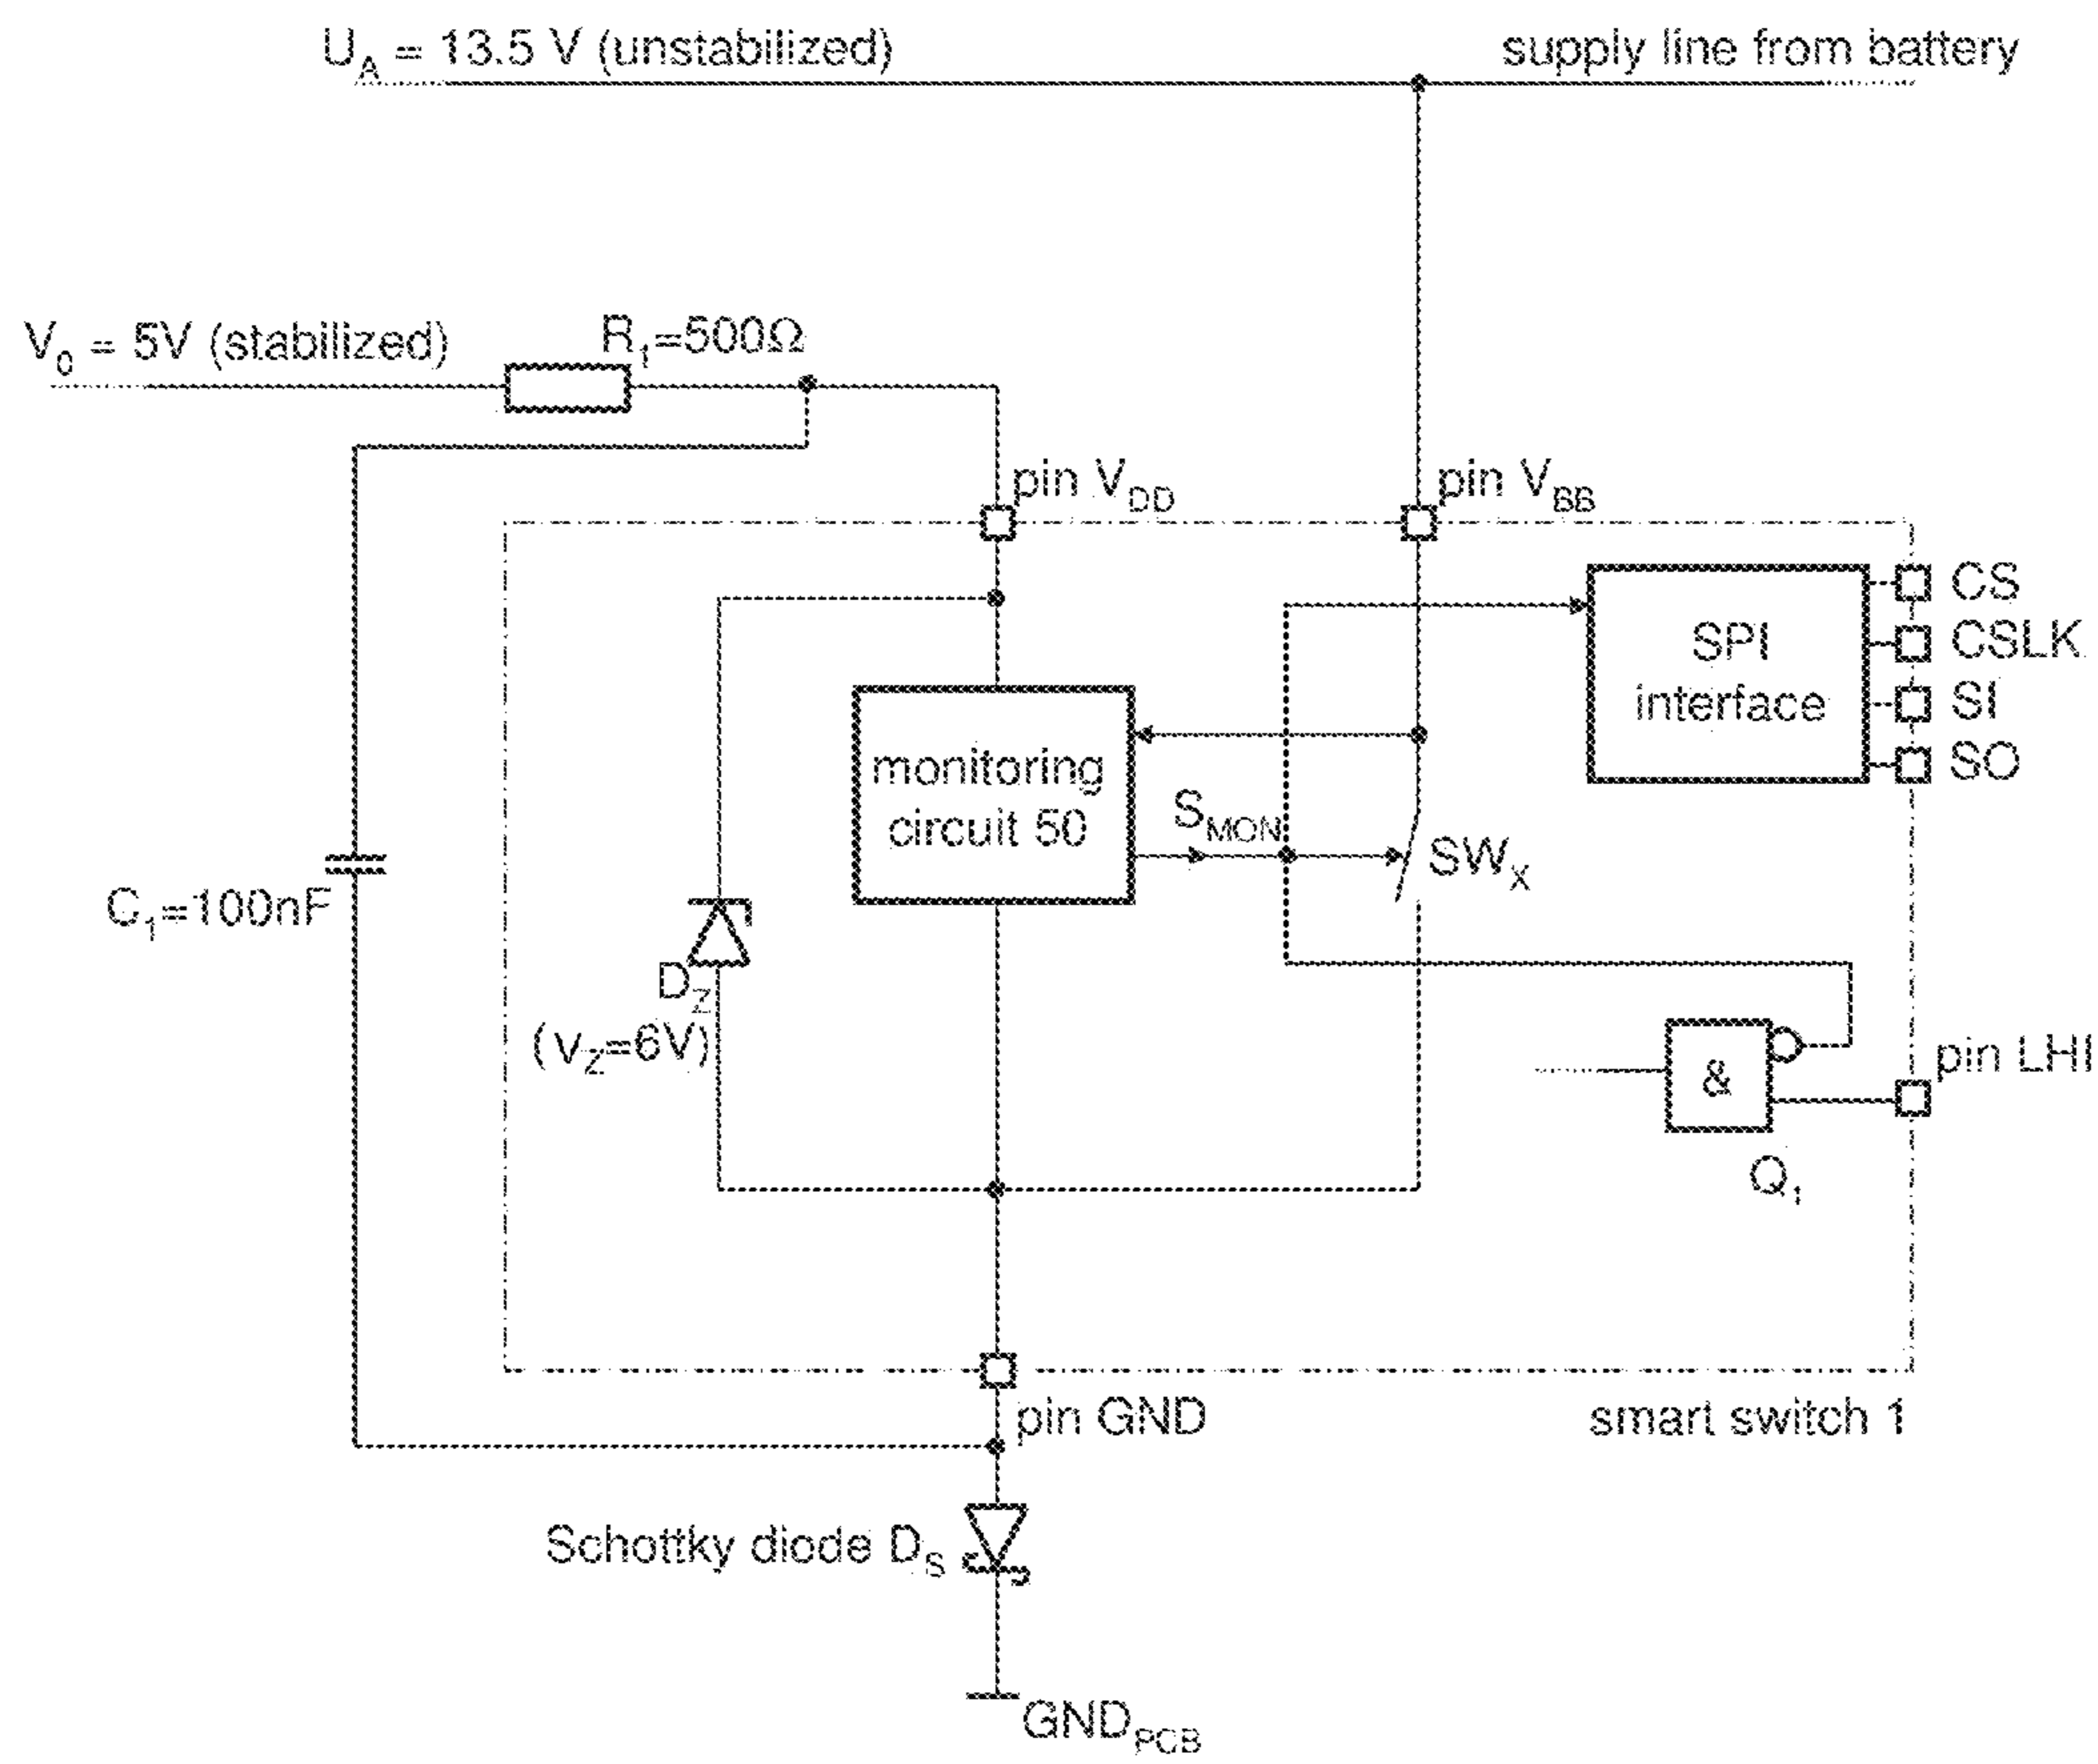 U_A = 13.5 V (unstabilized)
supply line from battery
V_0 = 5V (stabilized)
R_1=500Ω
pin V_DD
pin V_BB
CS
CSLK
SI
SO
SPI
interface
monitoring
circuit 50
S_MON
SW_X
C_1=100nF
D_Z
(V_Z=6V)
pin LHI
&
Q_1
pin GND
smart switch 1
Schottky diode D_S
GND_PCB